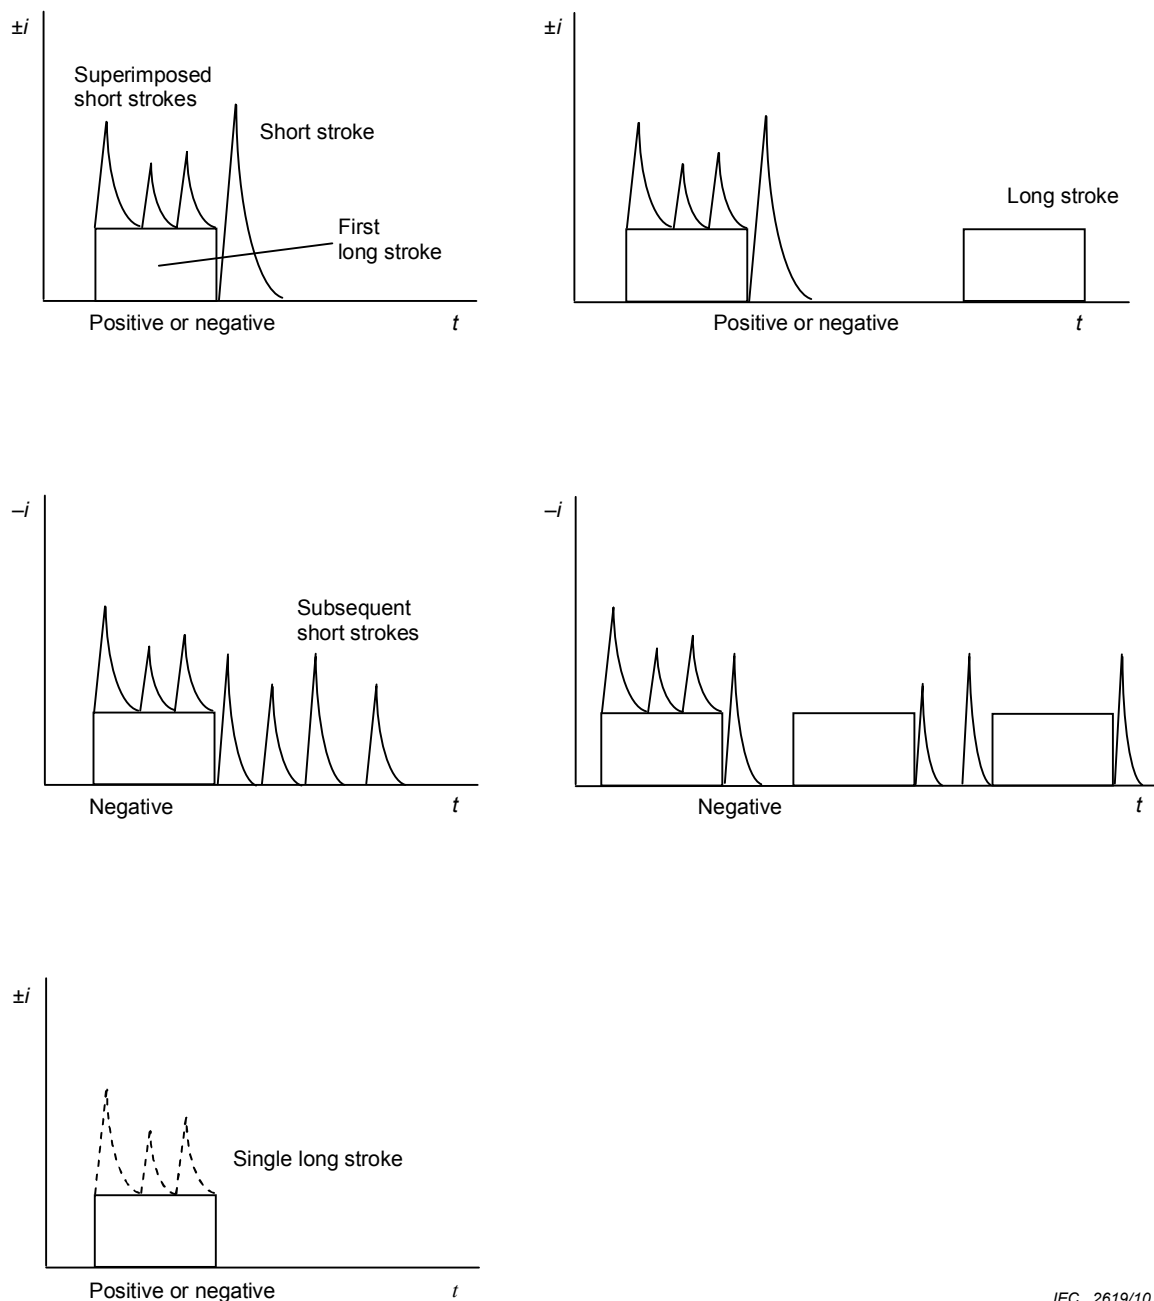 ±i
Superimposed
short strokes
Short stroke
First
long stroke
Positive or negative
t
±i
Long stroke
Positive or negative
t
–i
Subsequent
short strokes
Negative
t
–i
Negative
t
±i
Single long stroke
Positive or negative
t
IEC 2619/10